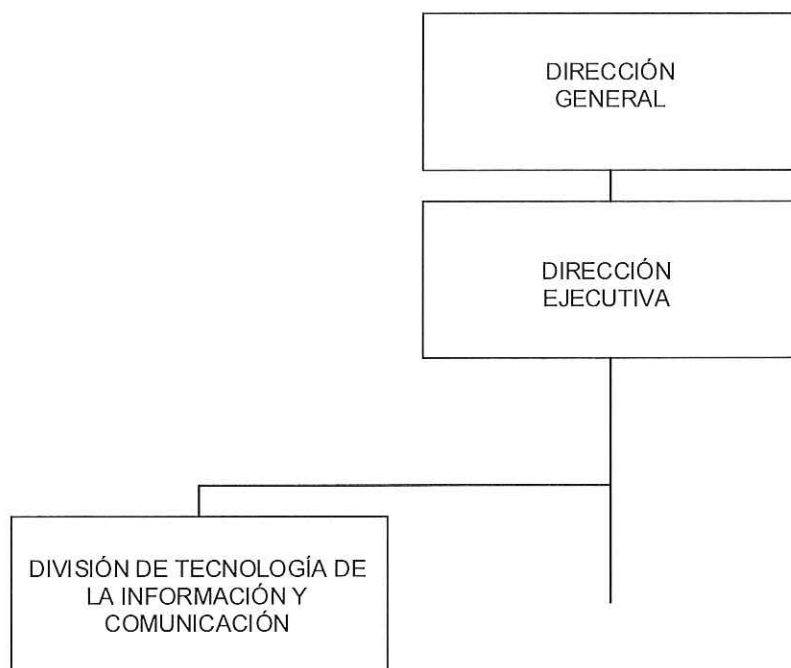 DIRECCIÓN
GENERAL
DIRECCIÓN
EJECUTIVA
DIVISIÓN DE TECNOLOGÍA DE
LA INFORMACIÓN Y
COMUNICACIÓN